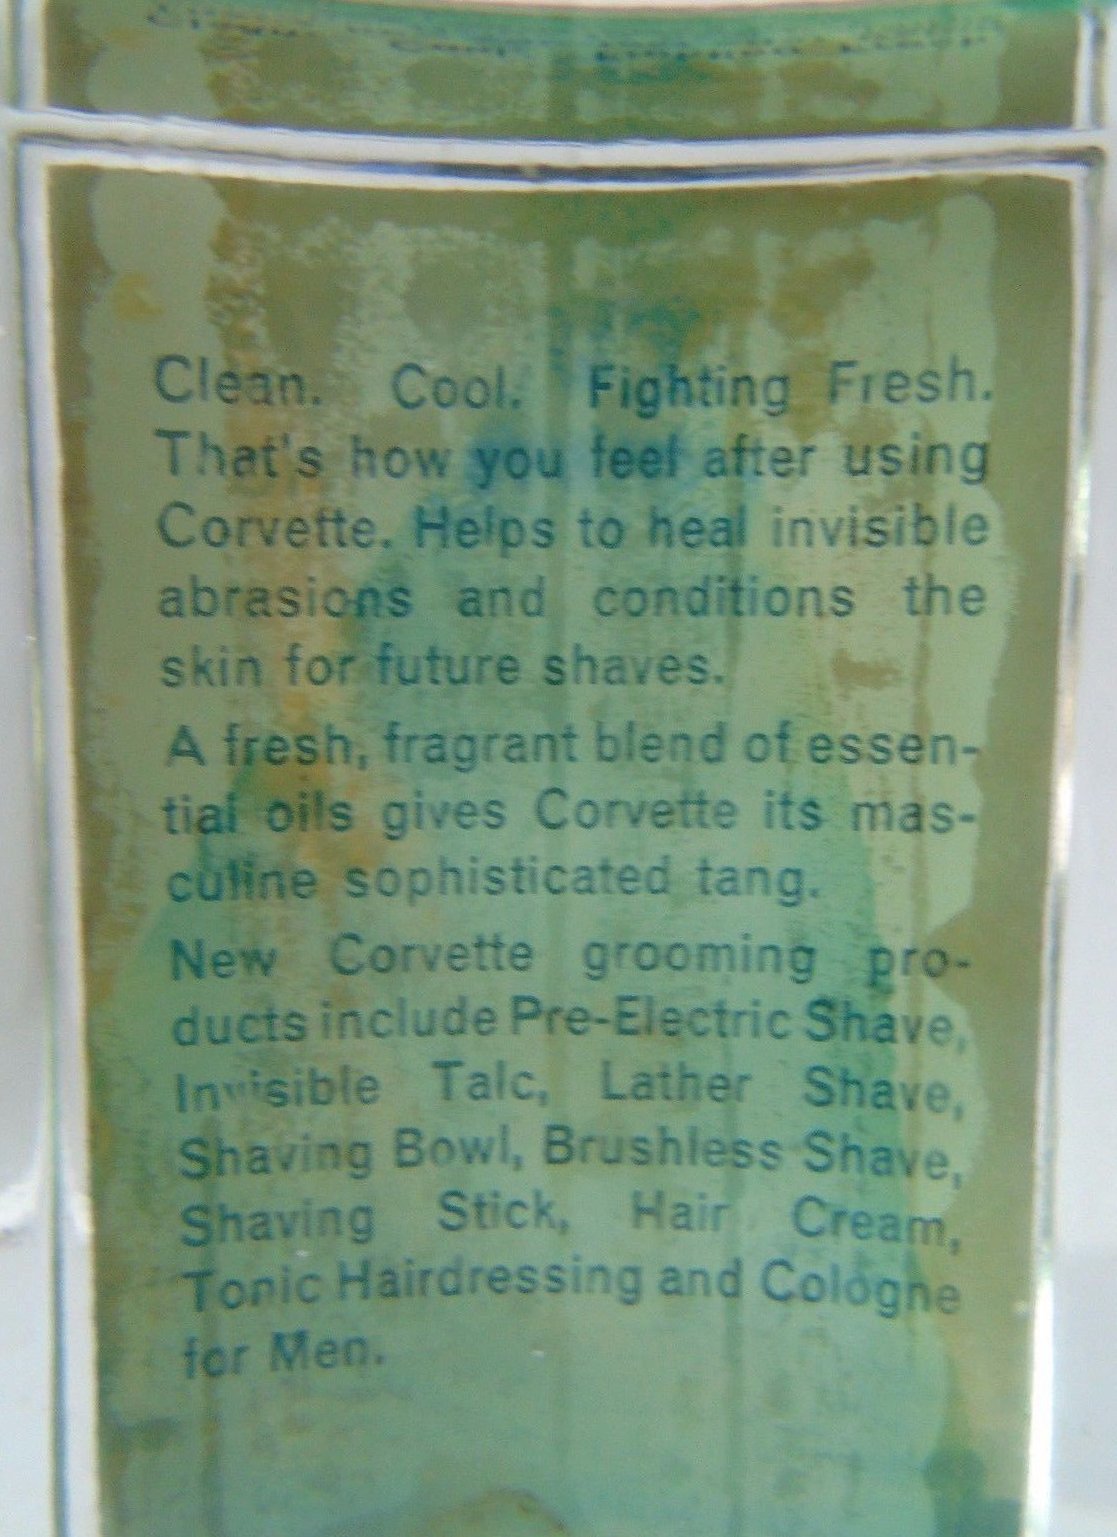 Clean. Cool. Fighting Fresh.
That's how you feel after using
Corvette. Helps to heal invisible
abrasions and conditions the
skin for future shaves.
A fresh, fragrant blend of essen-
tial oils gives Corvette its mas-
culine sophisticated tang.
New Corvette grooming pro-
ducts include Pre-Electric Shave,
Invisible Talc, Lather Shave,
Shaving Bowl, Brushless Shave,
Shaving Stick, Hair Cream,
Tonic Hairdressing and Cologne
for Men.